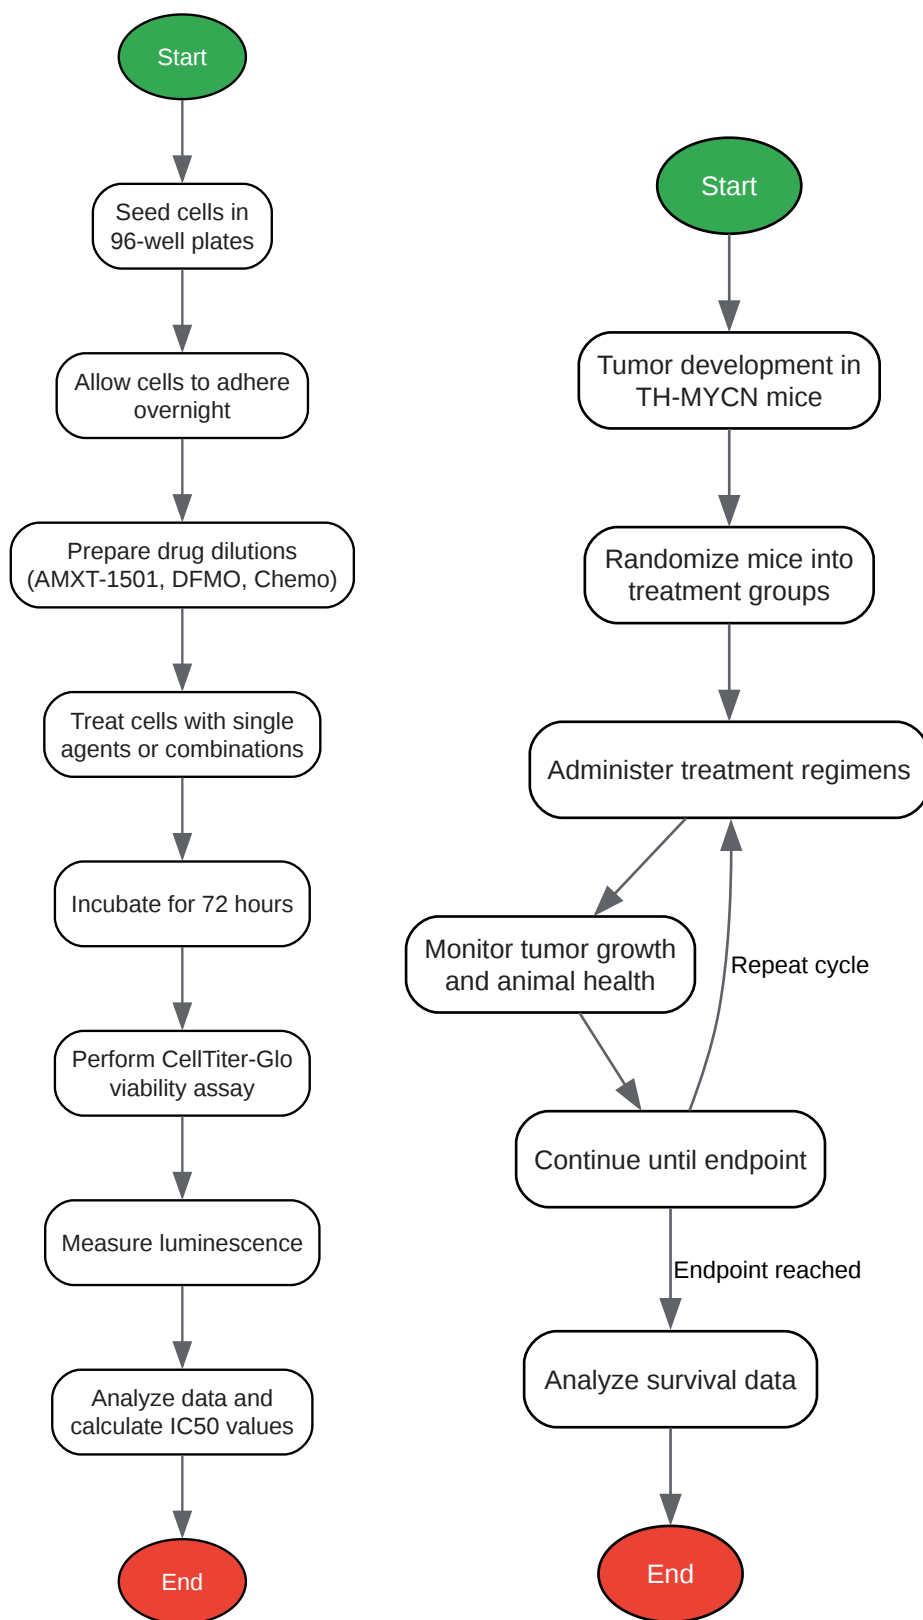 Start
Seed cells in
96-well plates
Allow cells to adhere
overnight
Prepare drug dilutions
(AMXT-1501, DFMO, Chemo)
Treat cells with single
agents or combinations
Incubate for 72 hours
Perform CellTiter-Glo
viability assay
Measure luminescence
Analyze data and
calculate IC50 values
End
Start
Tumor development in
TH-MYCN mice
Randomize mice into
treatment groups
Administer treatment regimens
Monitor tumor growth
and animal health
Repeat cycle
Continue until endpoint
Endpoint reached
Analyze survival data
End